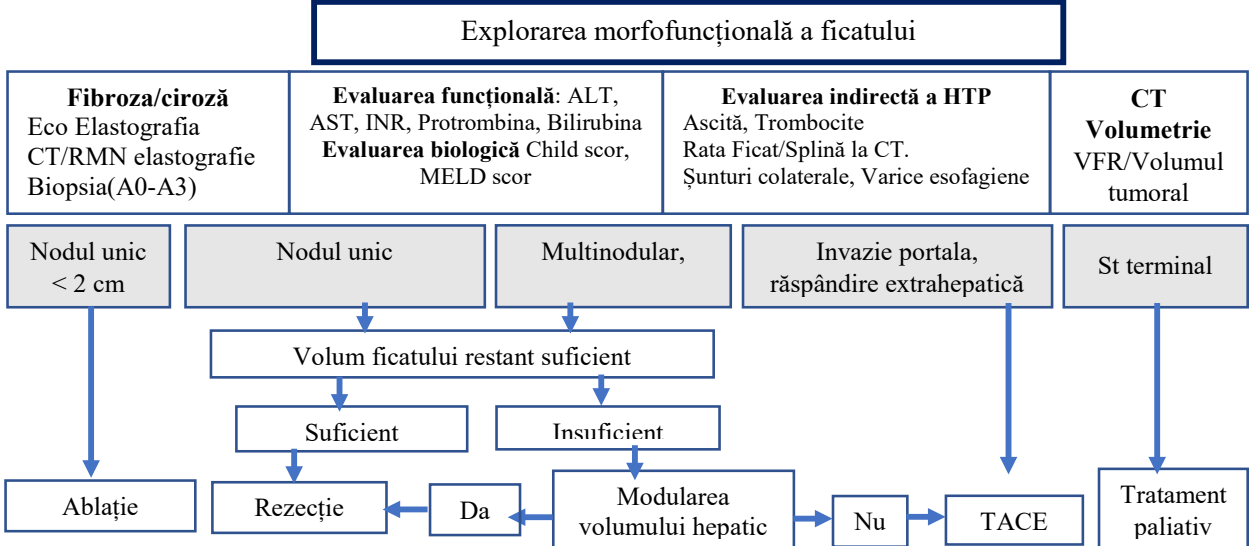 Explorarea morfofuncțională a ficatului
Fibroza/ciroză
Eco Elastografia
CT/RMN elastografie
Biopsia(A0-A3)
Evaluarea funcțională: ALT,
AST, INR, Protrombina, Bilirubina
Evaluarea biologică Child scor,
MELD scor
Evaluarea indirectă a HTP
Ascită, Trombocite
Rata Ficat/Splină la CT.
Șunturi colaterale, Varice esofagiene
CT
Volumetrie
VFR/Volumul
tumoral
Nodul unic
< 2 cm
Nodul unic
Multinodular,
Invazie portala,
răspândire extrahepatică
St terminal
Volum ficatului restant suficient
Suficient
Insuficient
Ablație
Rezecție
Da
Modularea
volumului hepatic
Nu
TACE
Tratament
paliativ